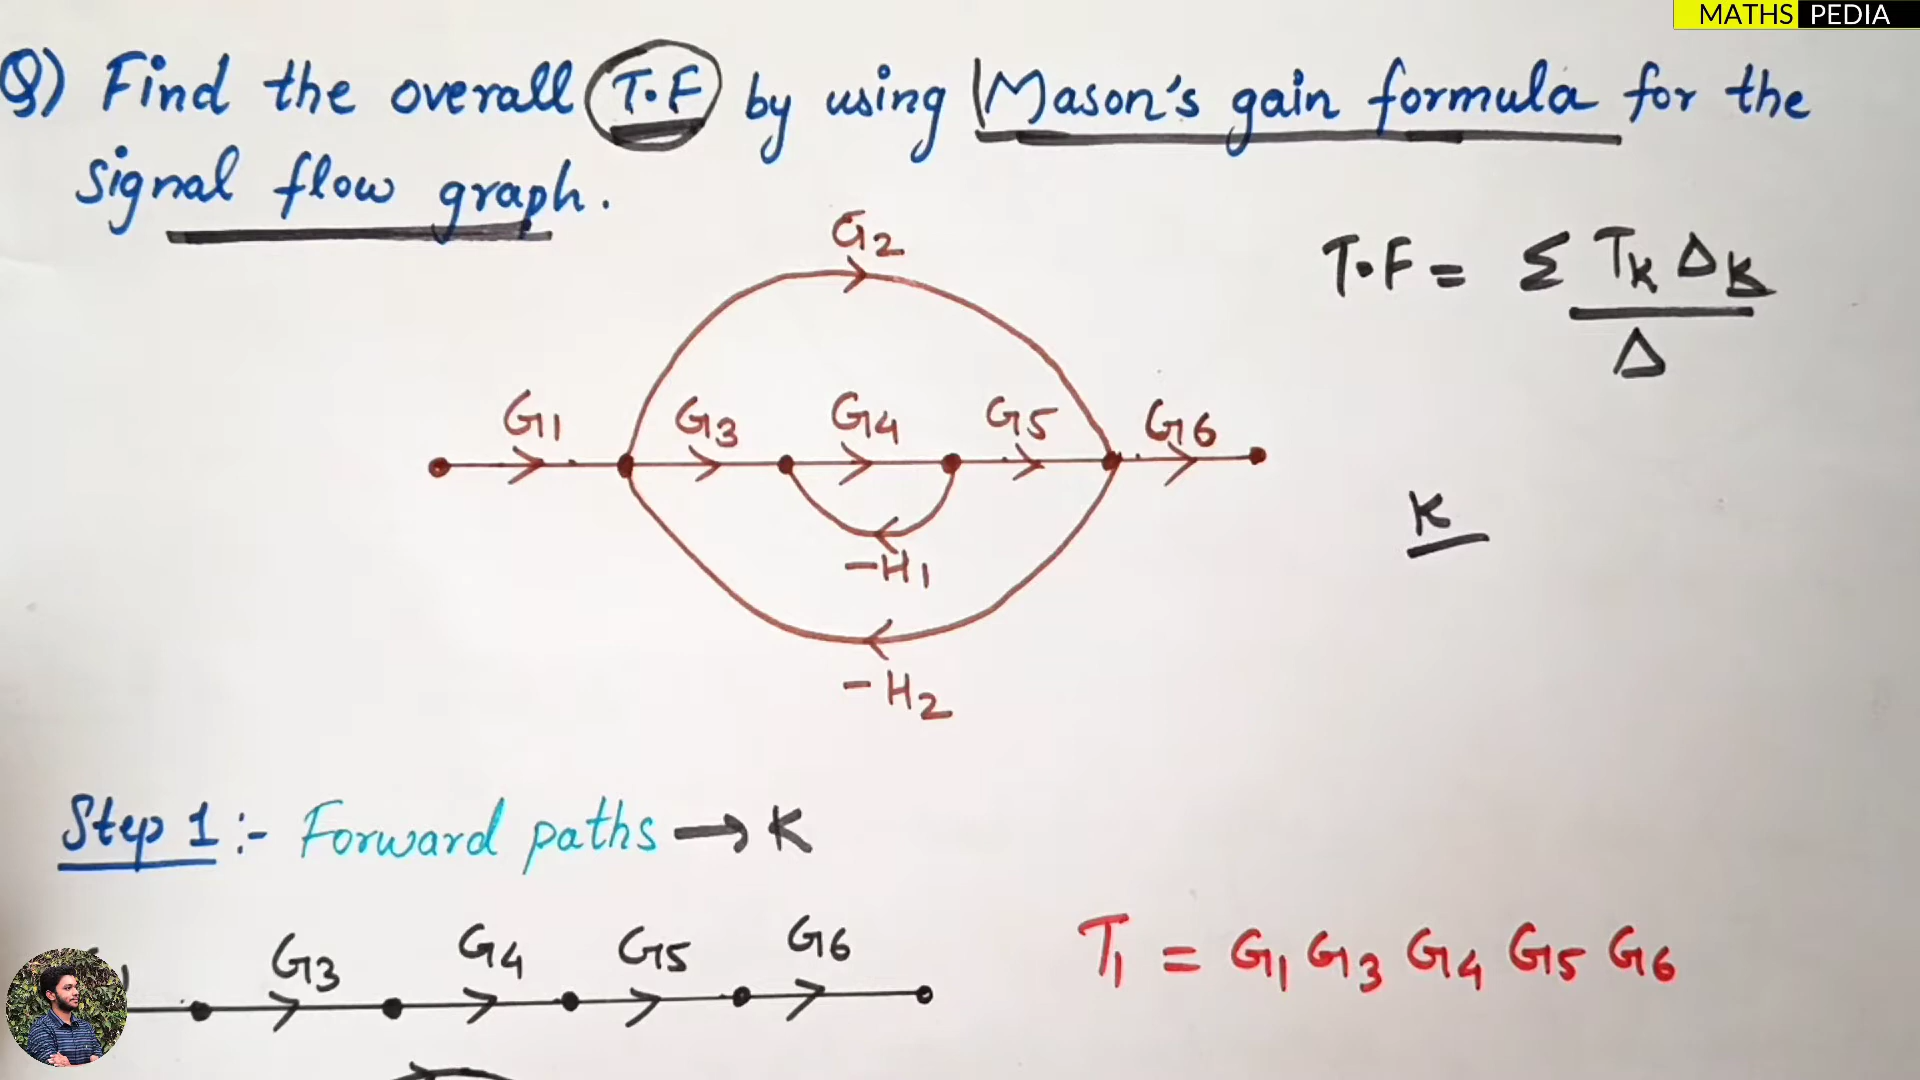 MATHS PEDIA
Q) Find the overall T.F by using Mason's gain formula for the
signal flow graph.
G2
T.F = Σ TK ΔK
Δ
G1 G3 G4 G5 G6
K
-H1
-H2
Step 1:- Forward paths → K
G3 G4 G5 G6
T1 = G1 G3 G4 G5 G6